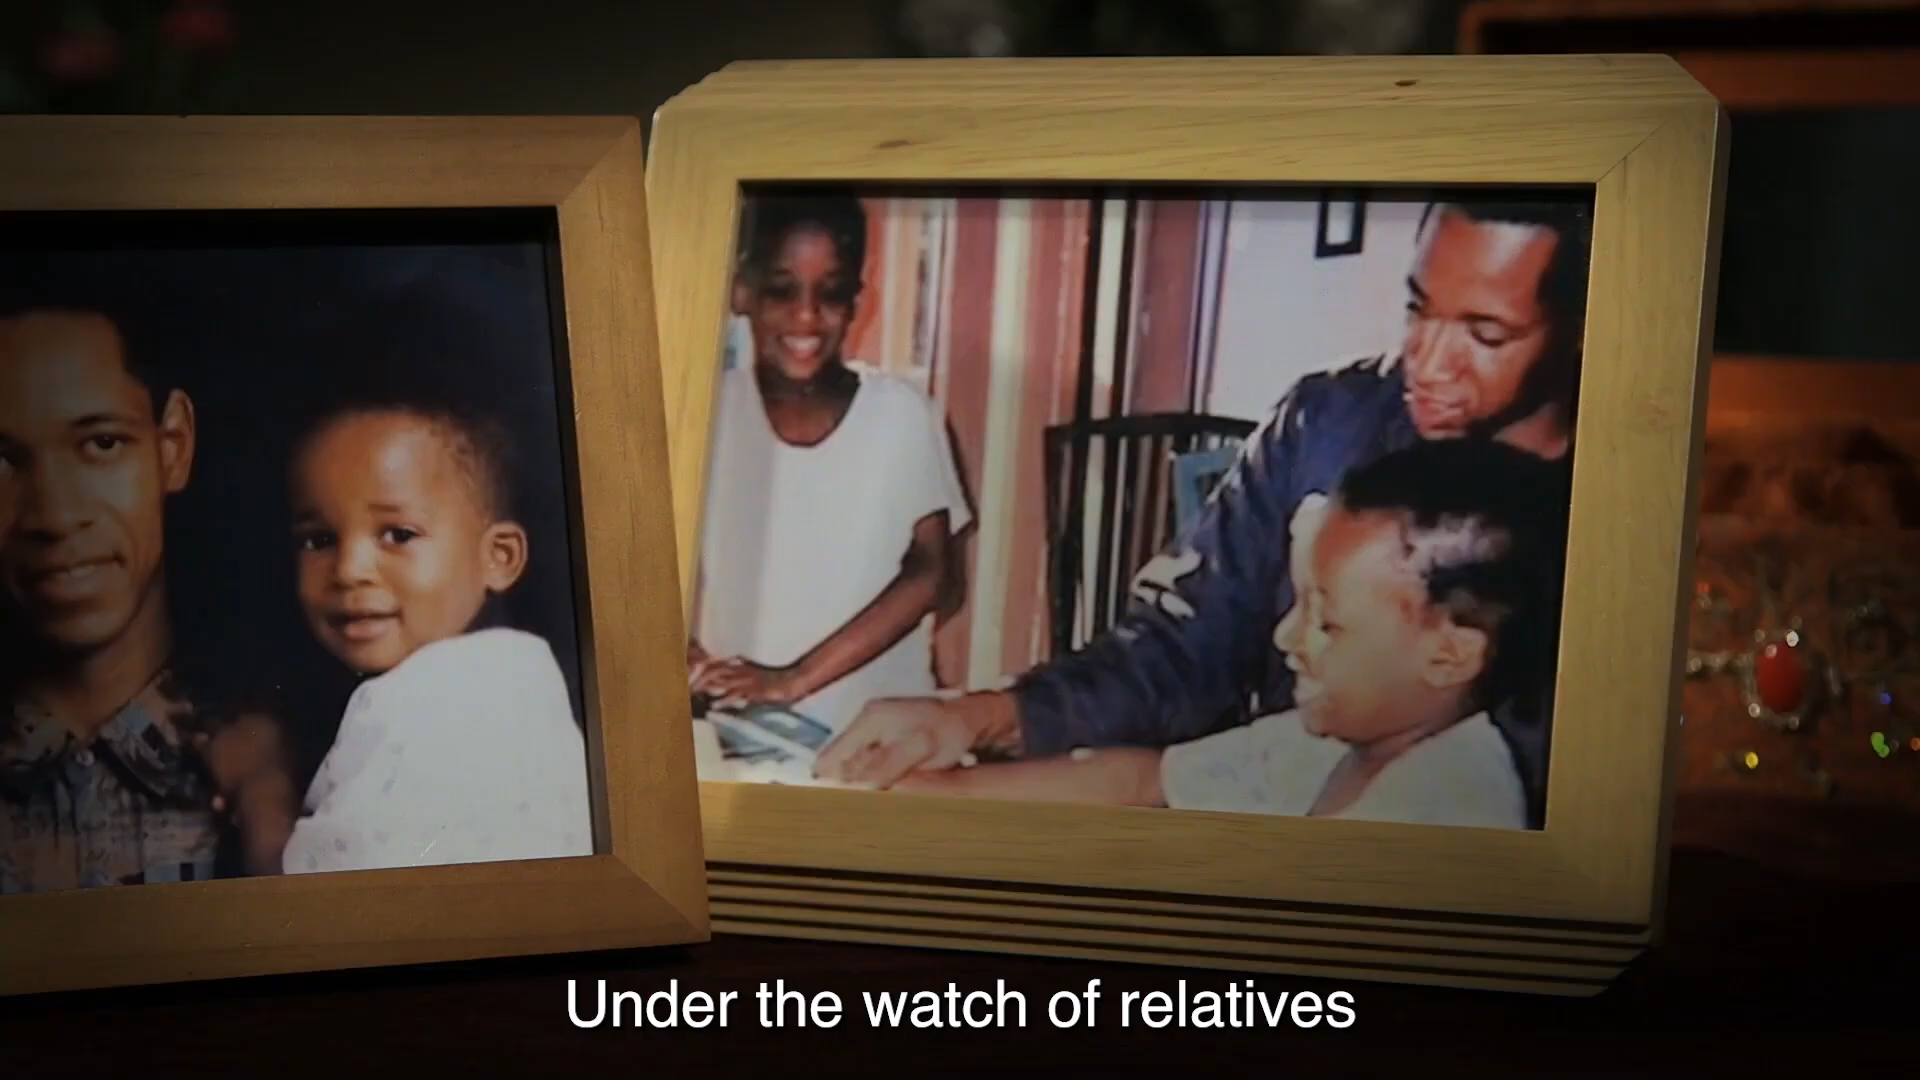 Under the watch of relatives